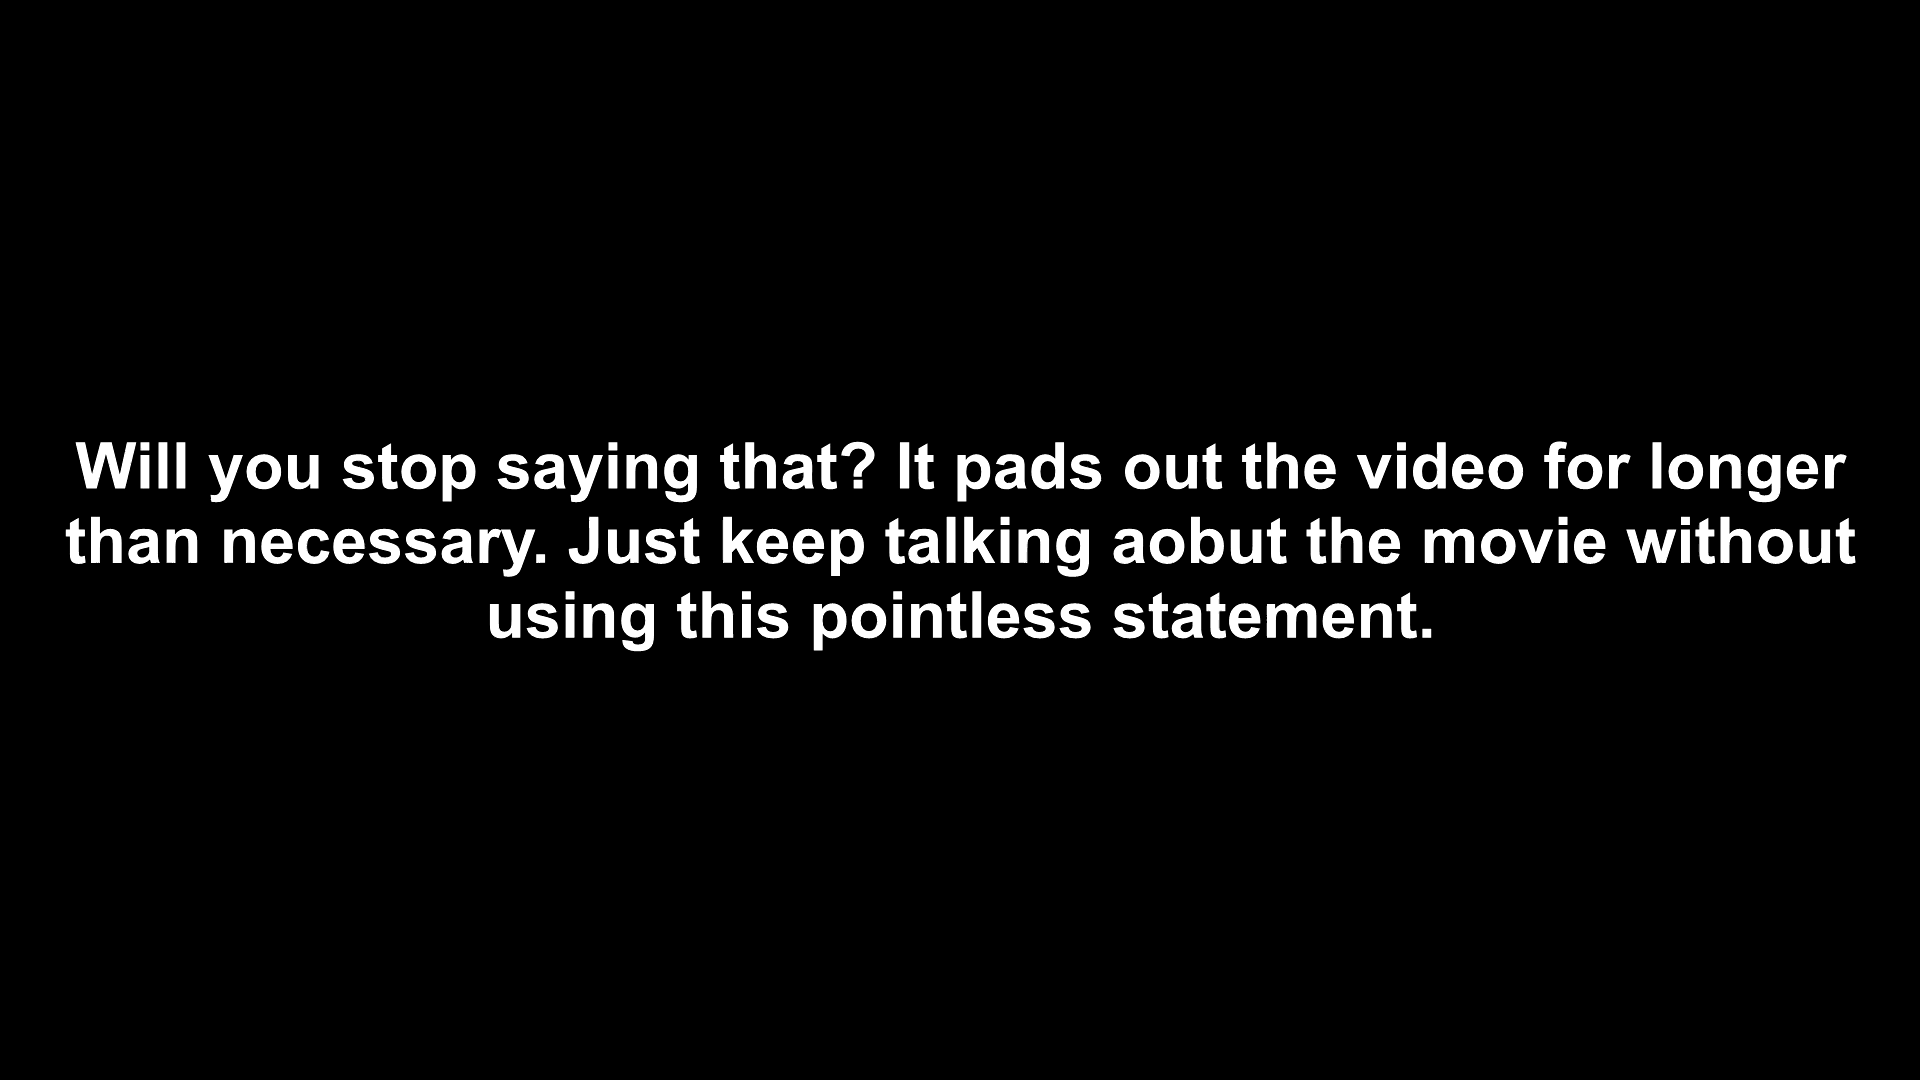 Will you stop saying that? It pads out the video for longer
than necessary. Just keep talking aobut the movie without
using this pointless statement.